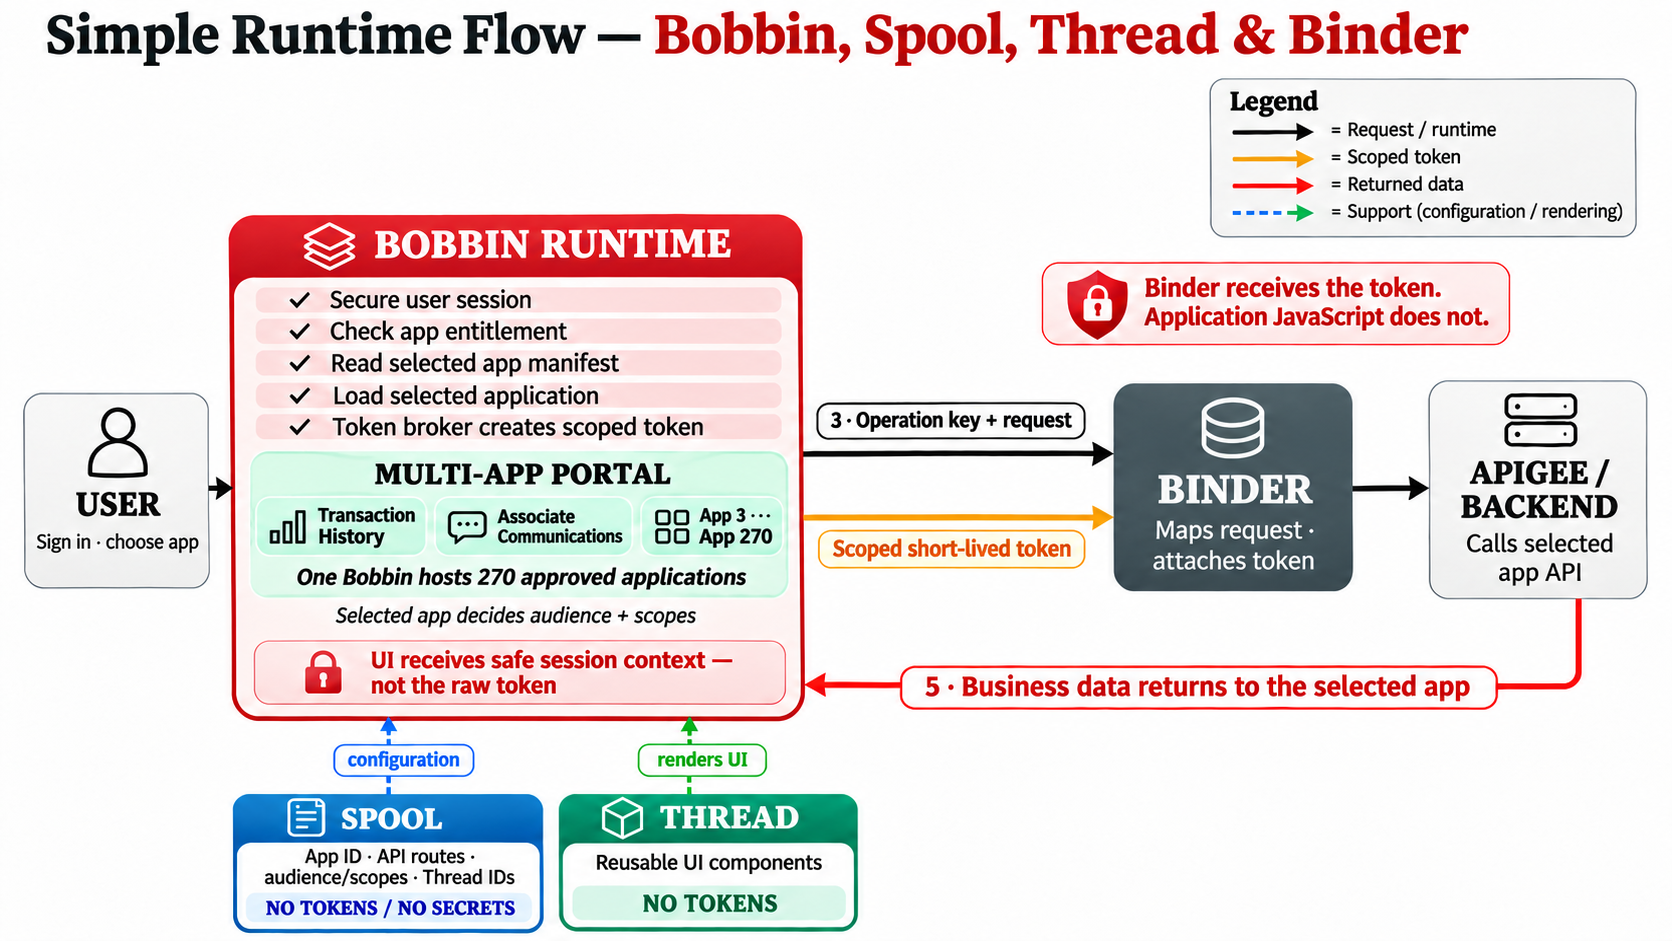 Simple Runtime Flow — Bobbin, Spool, Thread & Binder
Legend
= Request / runtime
= Scoped token
= Returned data
= Support (configuration / rendering)
Binder receives the token.
Application JavaScript does not.
USER
Sign in · choose app
BOBBIN RUNTIME
Secure user session
Check app entitlement
Read selected app manifest
Load selected application
Token broker creates scoped token
MULTI-APP PORTAL
Transaction
History
Associate
Communications
App 3 ···
App 270
One Bobbin hosts 270 approved applications
Selected app decides audience + scopes
UI receives safe session context —
not the raw token
3 · Operation key + request
Scoped short-lived token
BINDER
Maps request ·
attaches token
APIGEE /
BACKEND
Calls selected
app API
5 · Business data returns to the selected app
configuration
renders UI
SPOOL
App ID · API routes ·
audience/scopes · Thread IDs
NO TOKENS / NO SECRETS
THREAD
Reusable UI components
NO TOKENS